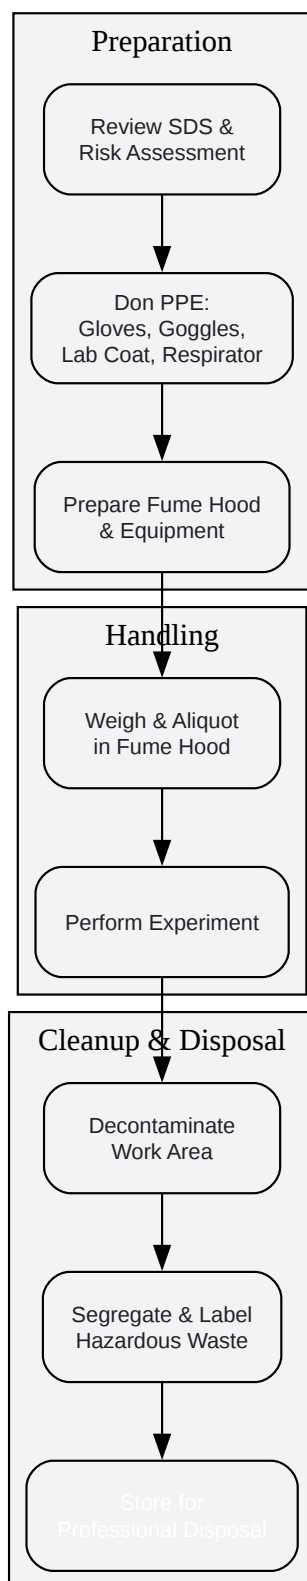 Preparation
Review SDS &
Risk Assessment
Don PPE:
Gloves, Goggles,
Lab Coat, Respirator
Prepare Fume Hood
& Equipment
Handling
Weigh & Aliquot
in Fume Hood
Perform Experiment
Cleanup & Disposal
Decontaminate
Work Area
Segregate & Label
Hazardous Waste
Store for
Professional Disposal